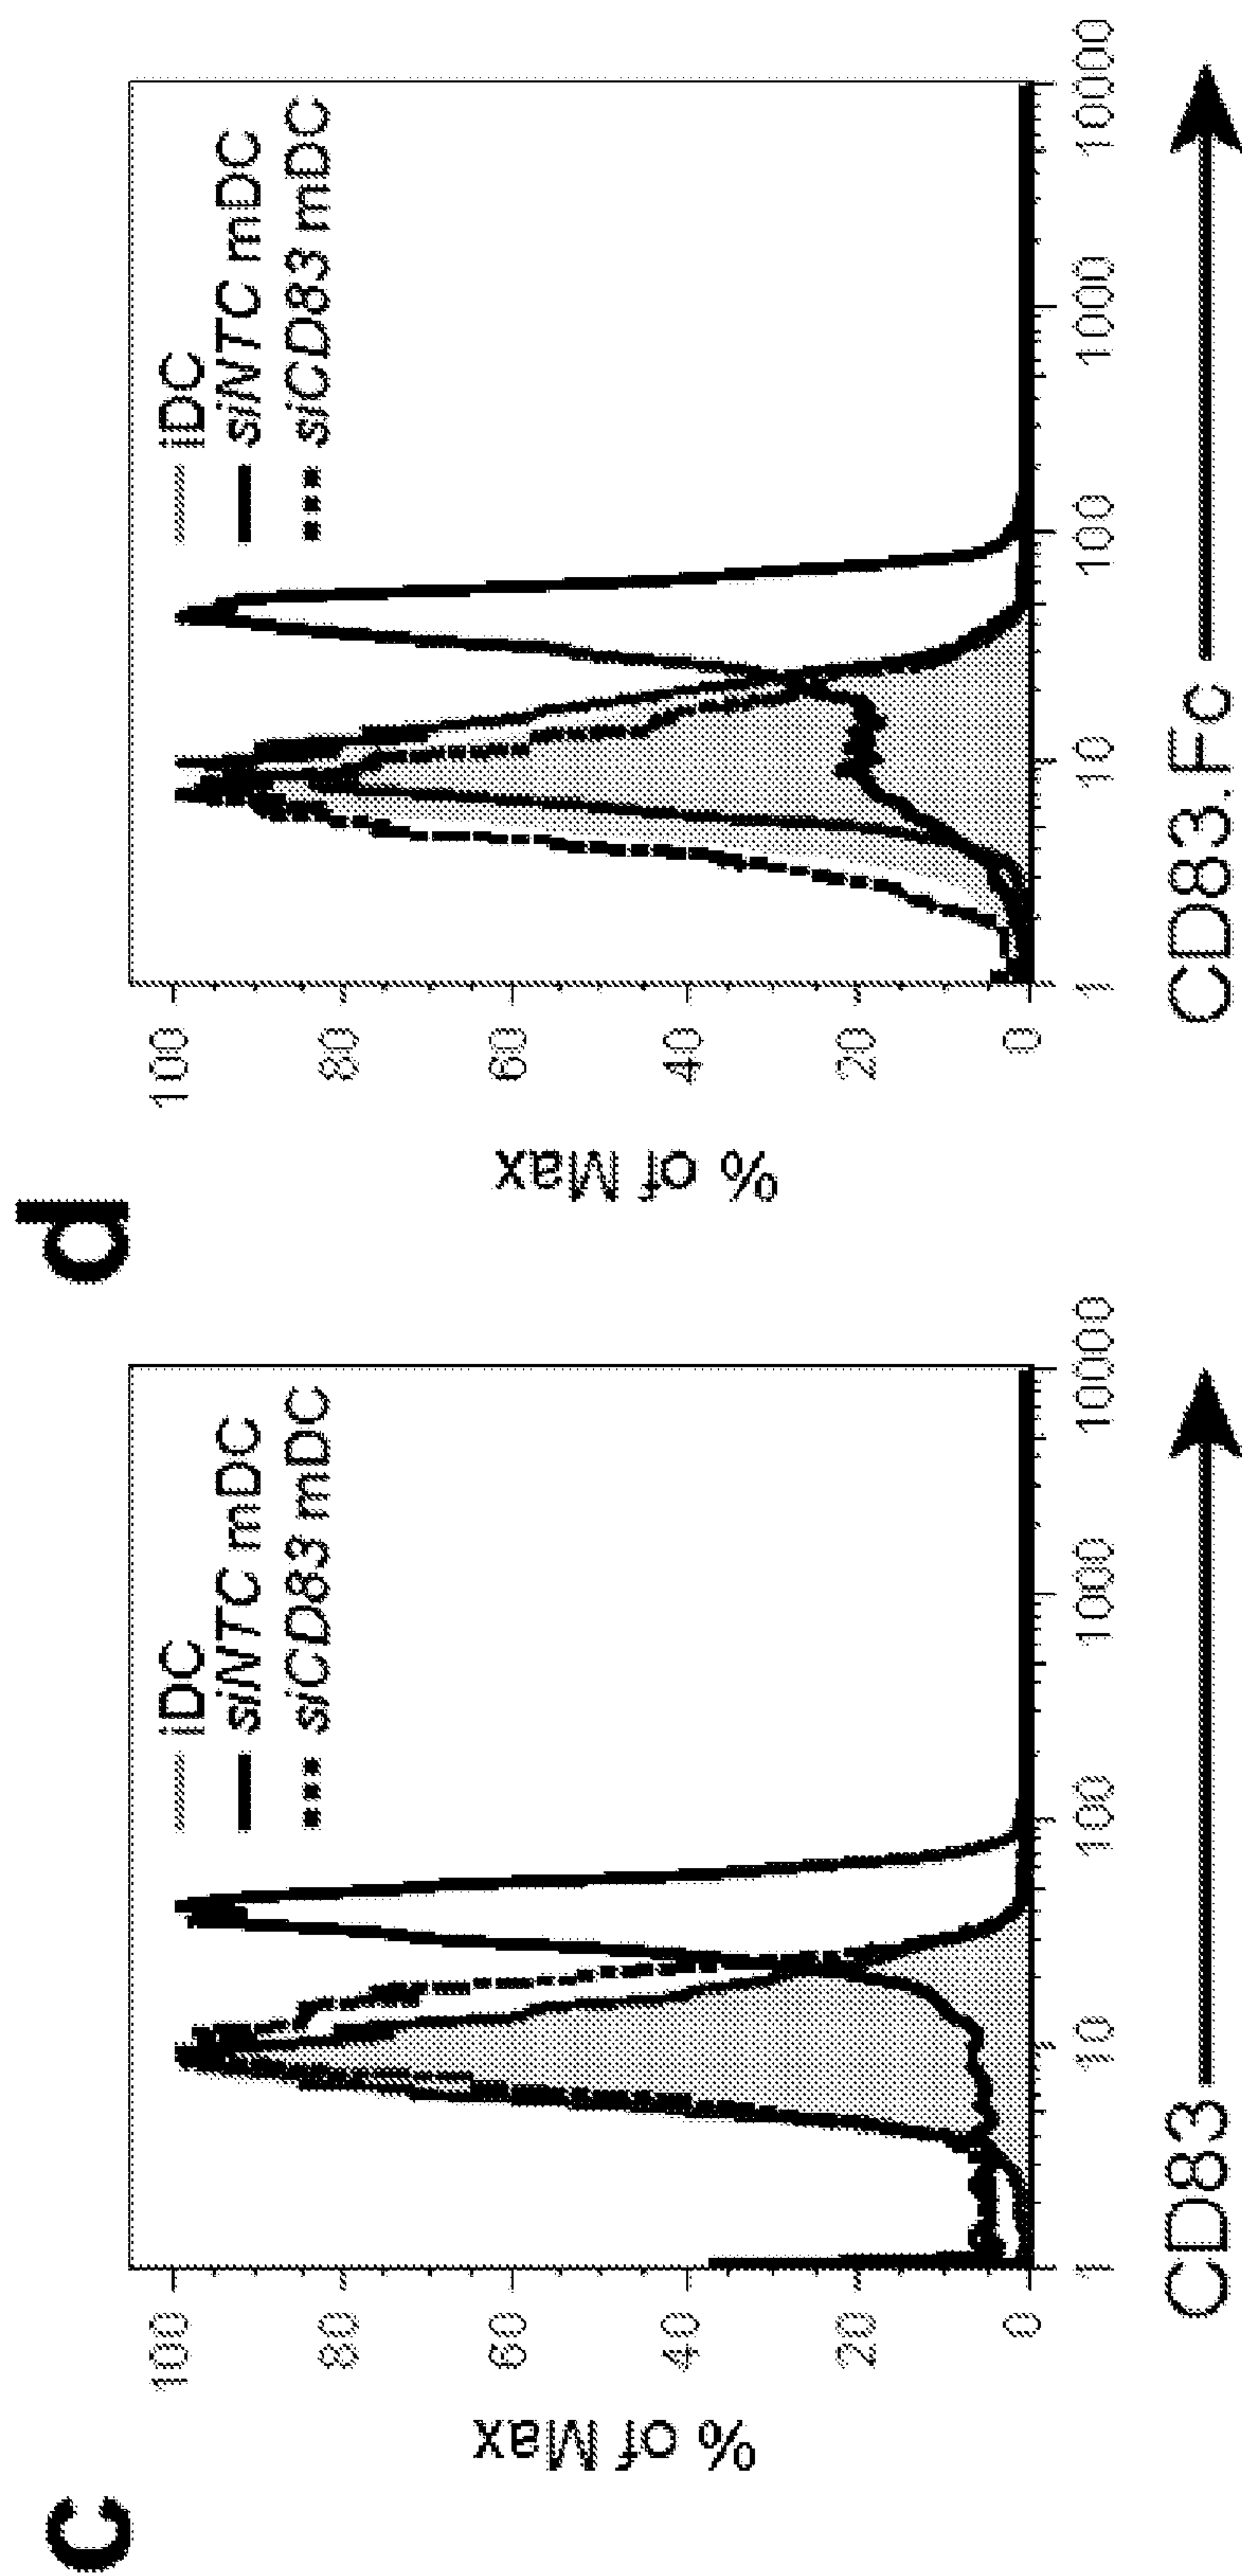 c
% of Max
100
80
60
40
20
0
iDC
siNTC mDC
siCD83 mDC
1 10 100 1000 10000
CD83
d
% of Max
100
80
60
40
20
0
iDC
siNTC mDC
siCD83 mDC
1 10 100 1000 10000
CD83.Fc